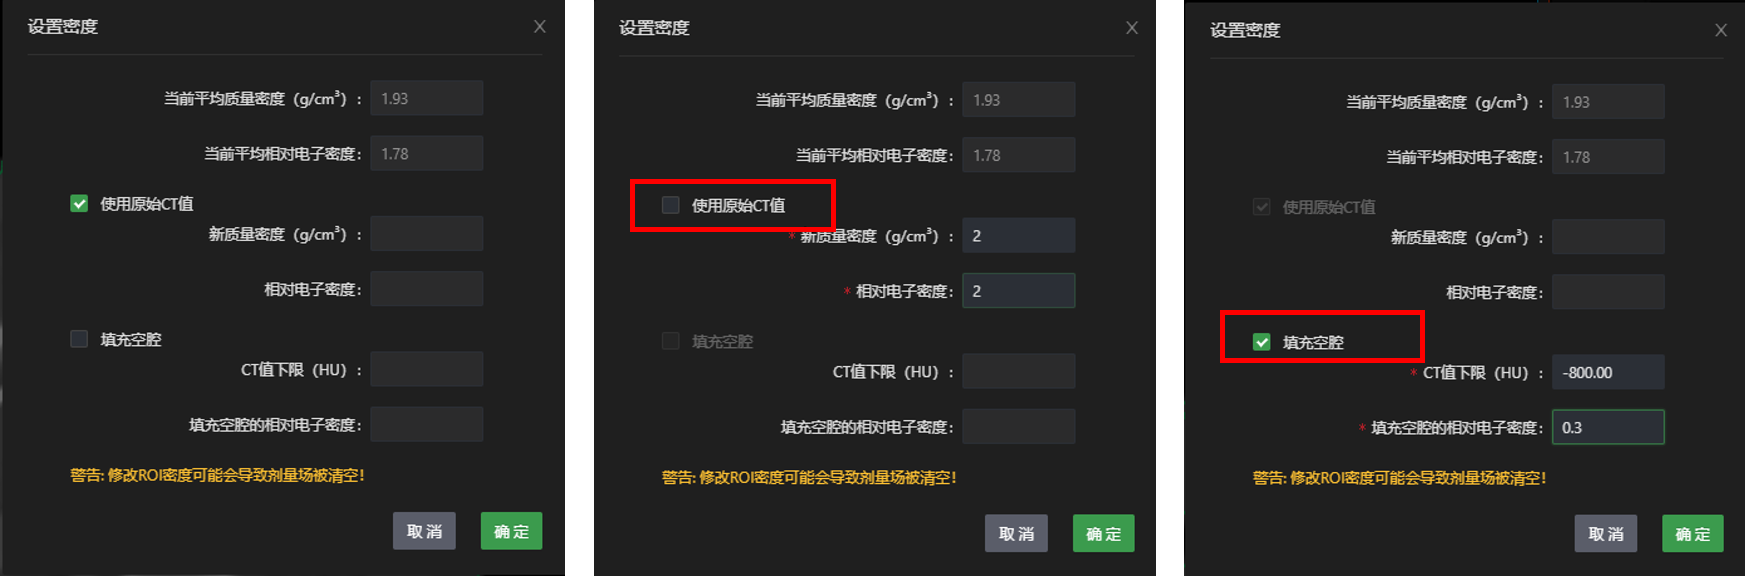 设置密度
当前平均质量密度（g/cm³）： 1.93
当前平均相对电子密度： 1.78
使用原始CT值
新质量密度（g/cm³）：
相对电子密度：
填充空腔
CT值下限（HU）：
填充空腔的相对电子密度：
警告: 修改ROI密度可能会导致剂量场被清空!
取消 确定
设置密度
当前平均质量密度（g/cm³）： 1.93
当前平均相对电子密度： 1.78
使用原始CT值
* 新质量密度（g/cm³）： 2
* 相对电子密度： 2
填充空腔
CT值下限（HU）：
填充空腔的相对电子密度：
警告: 修改ROI密度可能会导致剂量场被清空!
取消 确定
设置密度
当前平均质量密度（g/cm³）： 1.93
当前平均相对电子密度： 1.78
使用原始CT值
新质量密度（g/cm³）：
相对电子密度：
填充空腔
* CT值下限（HU）： -800.00
* 填充空腔的相对电子密度： 0.3
警告: 修改ROI密度可能会导致剂量场被清空!
取消 确定